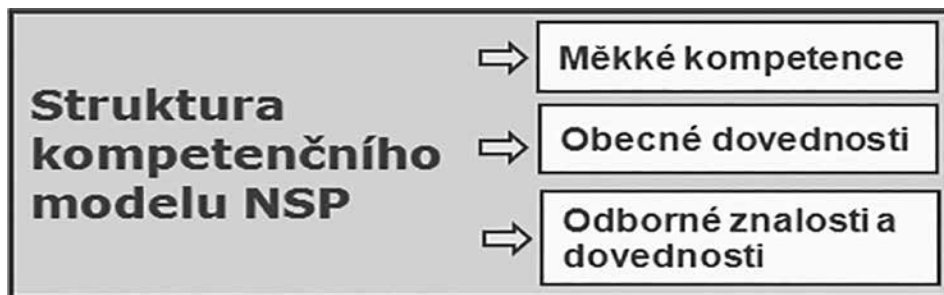 Struktura
kompetenčního
modelu NSP
Měkké kompetence
Obecné dovednosti
Odborné znalosti a
dovednosti